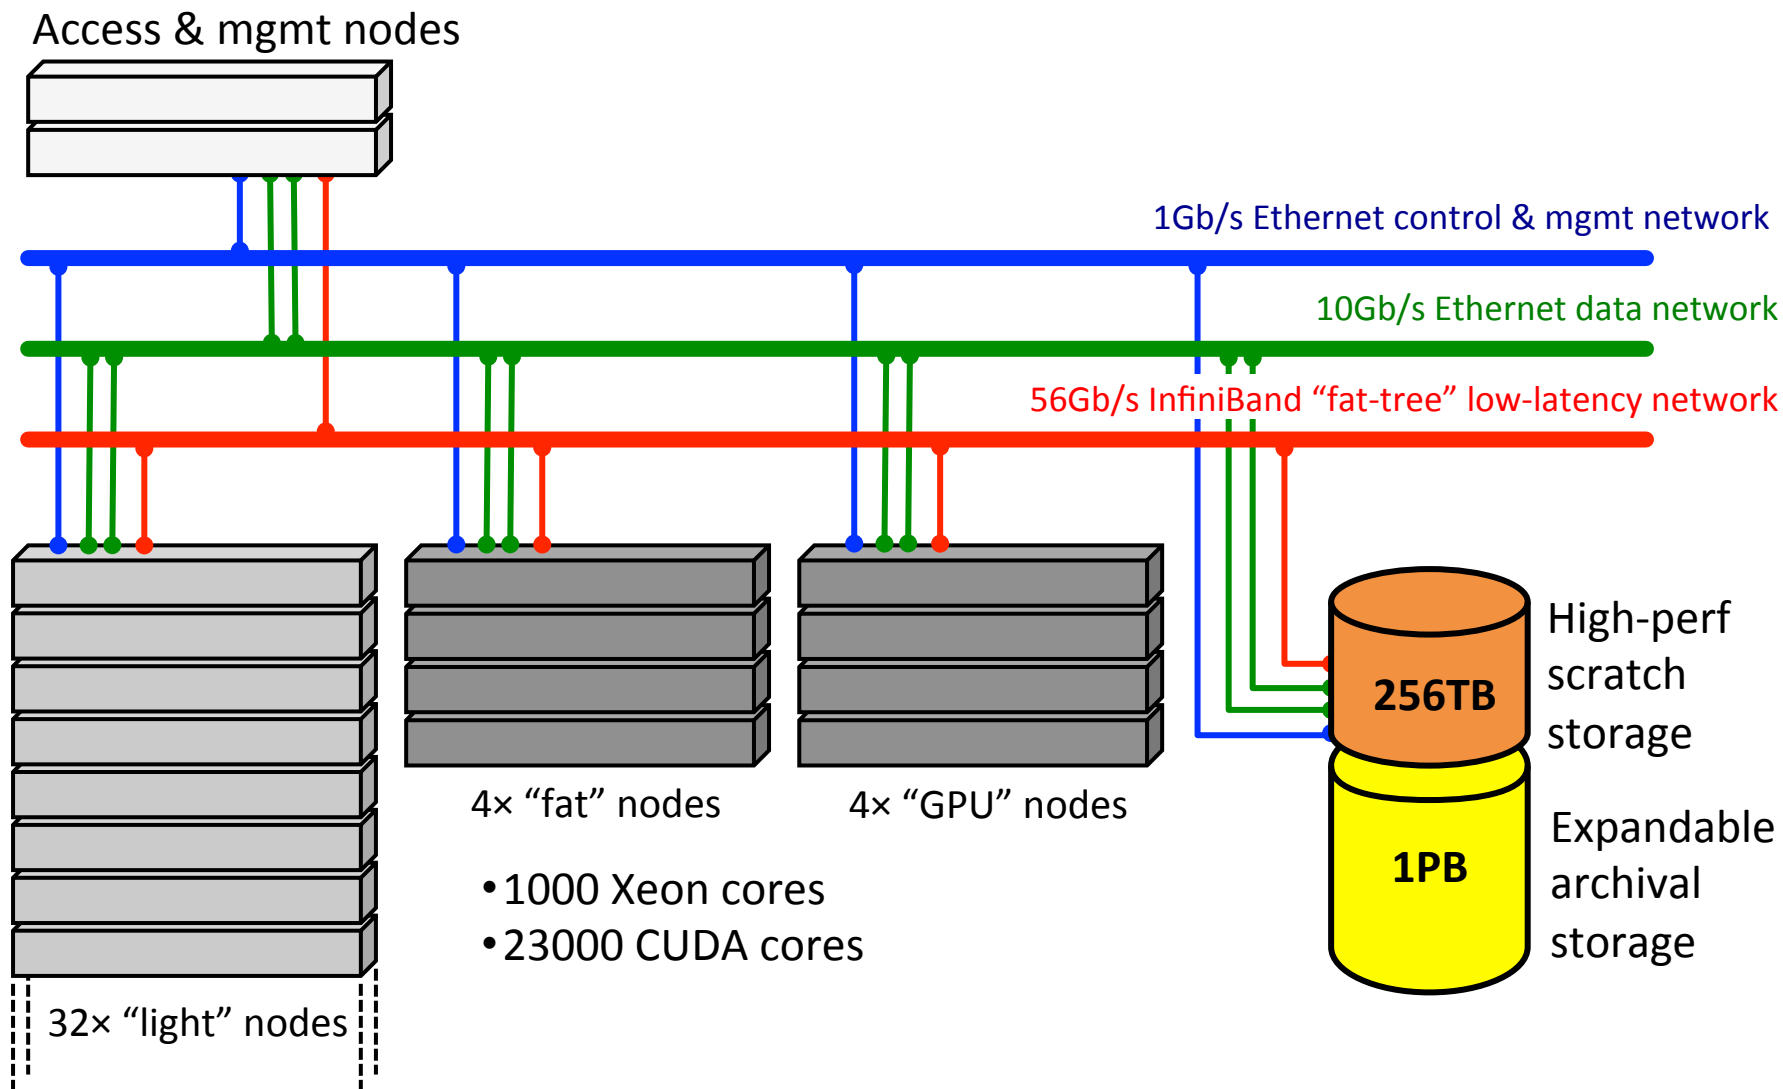 Access & mgmt nodes
1Gb/s Ethernet control & mgmt network
10Gb/s Ethernet data network
56Gb/s InfiniBand “fat-tree” low-latency network
256TB
High-perf
scratch
storage
4× “fat” nodes
4× “GPU” nodes
1PB
Expandable
archival
storage
•1000 Xeon cores
•23000 CUDA cores
32× “light” nodes